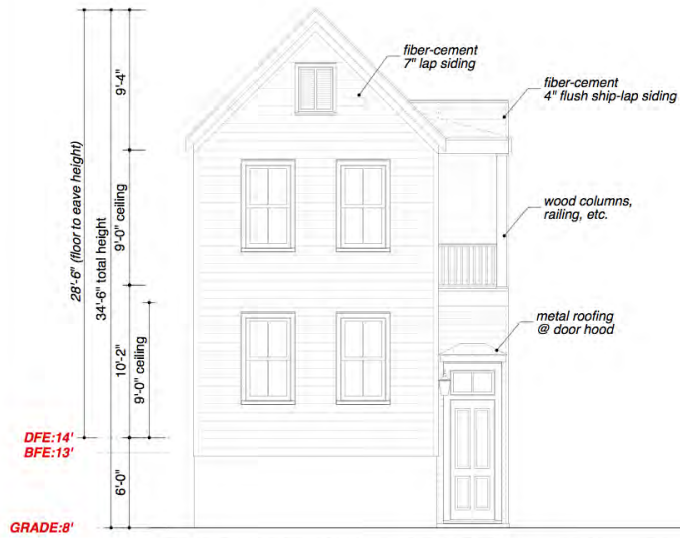 fiber-cement
7" lap siding
fiber-cement
4" flush ship-lap siding
wood columns,
railing, etc.
metal roofing
@ door hood
28'-6" (floor to eave height)
34'-6" total height
9'-4"
9'-0" ceiling
10'-2"
9'-0" ceiling
6'-0"
DFE:14'
BFE:13'
GRADE:8'